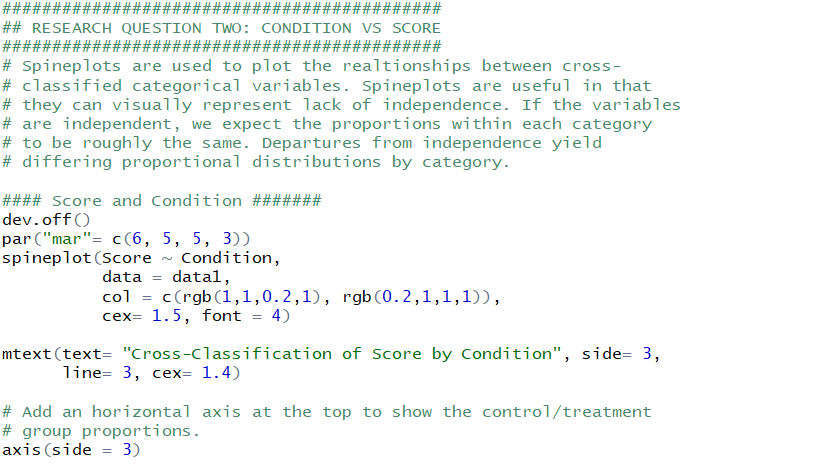 ############################################
## RESEARCH QUESTION TWO: CONDITION VS SCORE
############################################
# Spineplots are used to plot the realtionships between cross-
# classified categorical variables. Spineplots are useful in that
# they can visually represent lack of independence. If the variables
# are independent, we expect the proportions within each category
# to be roughly the same. Departures from independence yield
# differing proportional distributions by category.

#### Score and Condition #######
dev.off()
par("mar"= c(6, 5, 5, 3))
spineplot(Score ~ Condition,
          data = data1,
          col = c(rgb(1,1,0.2,1), rgb(0.2,1,1,1)),
          cex= 1.5, font = 4)

mtext(text= "Cross-Classification of Score by Condition", side= 3,
      line= 3, cex= 1.4)

# Add an horizontal axis at the top to show the control/treatment
# group proportions.
axis(side = 3)